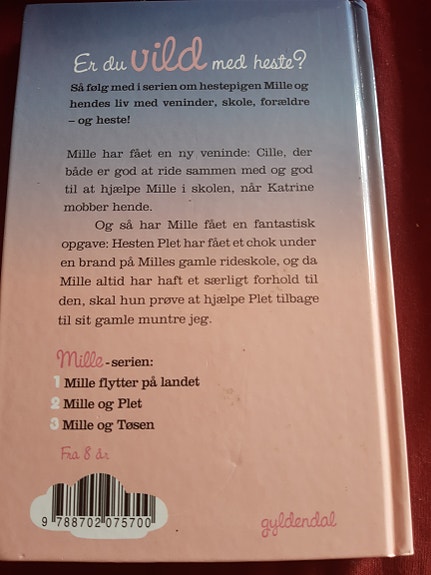 Er du vild med heste?
Så følg med i serien om hestepigen Mille og
hendes liv med veninder, skole, forældre
– og heste!
Mille har fået en ny veninde: Cille, der
både er god at ride sammen med og god
til at hjælpe Mille i skolen, når Katrine
mobber hende.
Og så har Mille fået en fantastisk
opgave: Hesten Plet har fået et chok under
en brand på Milles gamle rideskole, og da
Mille altid har haft et særligt forhold til
den, skal hun prøve at hjælpe Plet tilbage
til sit gamle muntre jeg.
Mille-serien:
1 Mille flytter på landet
2 Mille og Plet
3 Mille og Tøsen
Fra 8 år
9 788702 075700
gyldendal